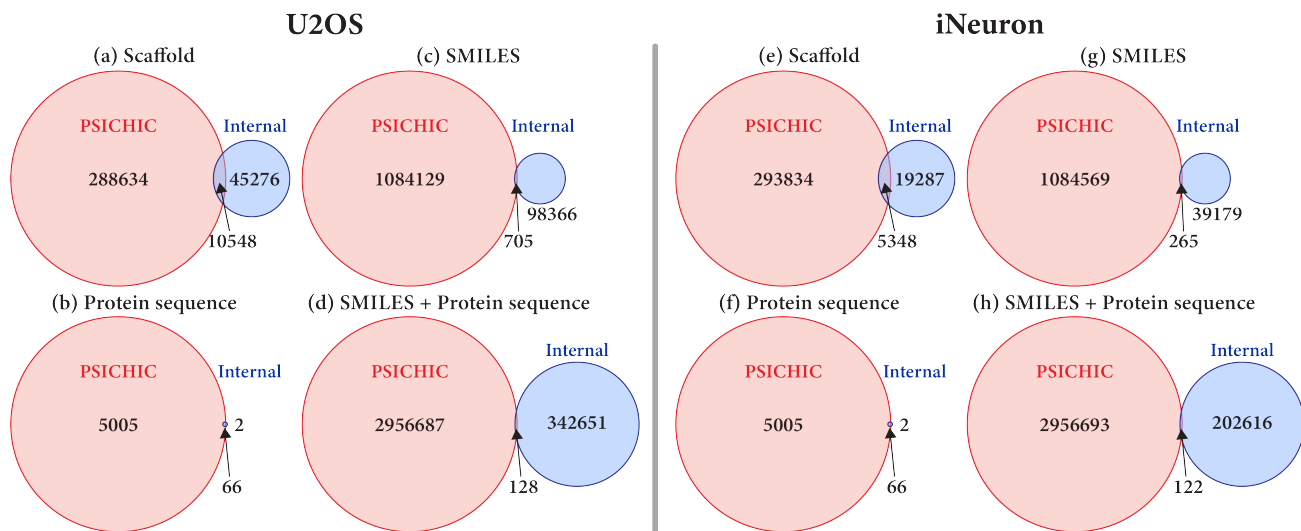 U2OS
iNeuron
(a) Scaffold
(c) SMILES
(e) Scaffold
(g) SMILES
PSICHIC
Internal
PSICHIC
Internal
PSICHIC
Internal
PSICHIC
Internal
288634
45276
1084129
293834
19287
1084569
98366
39179
10548
705
5348
265
(b) Protein sequence
(d) SMILES + Protein sequence
(f) Protein sequence
(h) SMILES + Protein sequence
Internal
Internal
PSICHIC
Internal
PSICHIC
PSICHIC
Internal
PSICHIC
5005
2
2956687
342651
5005
2
2956693
202616
66
128
66
122